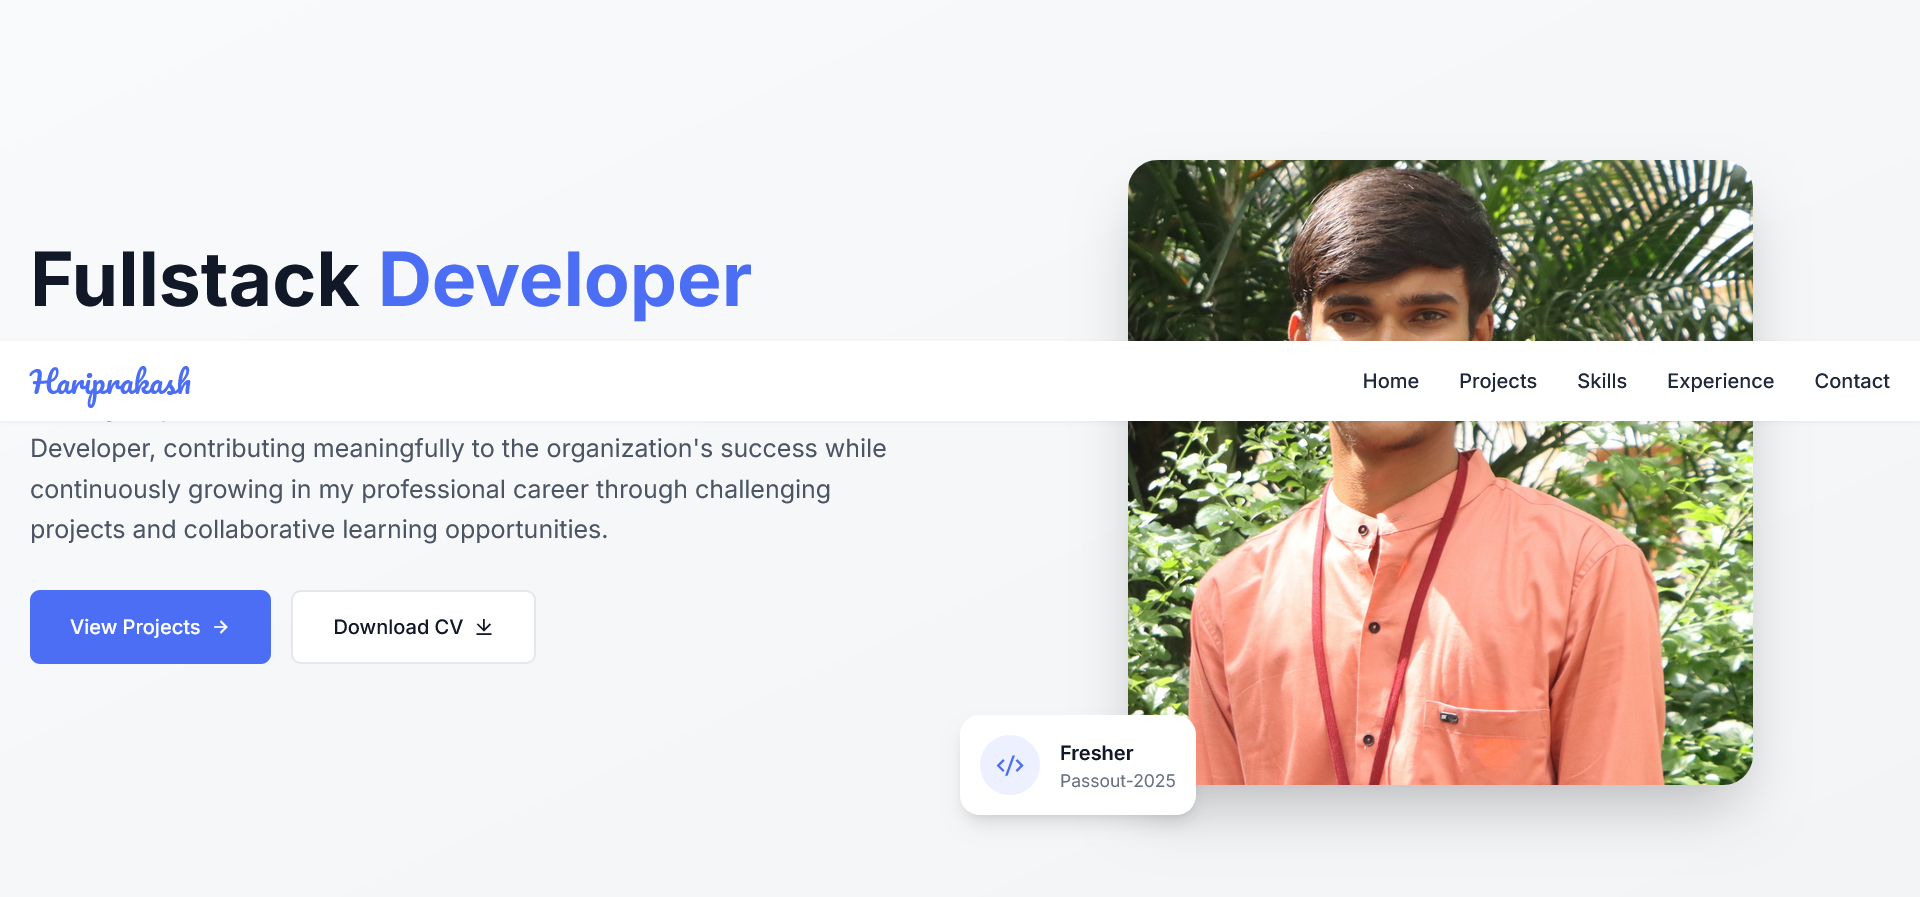 Fullstack Developer
Hariprakash
Home Projects Skills Experience Contact
Developer, contributing meaningfully to the organization's success while
continuously growing in my professional career through challenging
projects and collaborative learning opportunities.
View Projects
Download CV
Fresher
Passout-2025